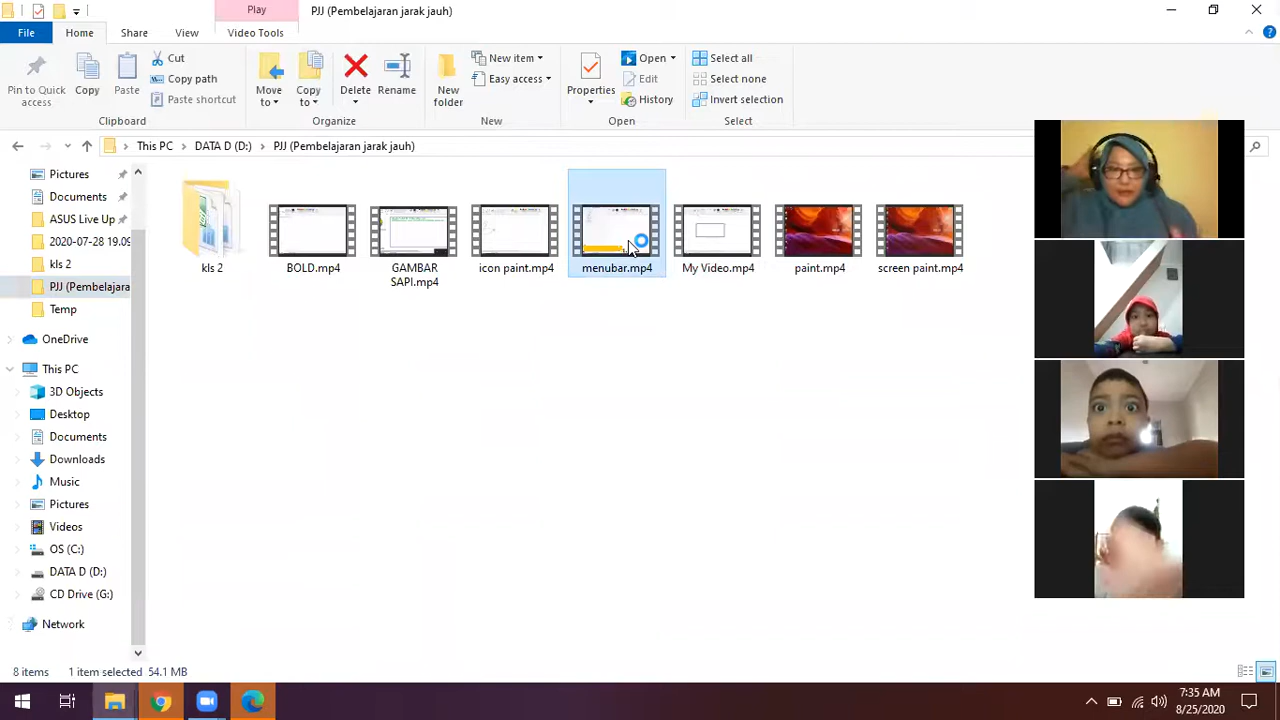 Play
PJJ (Pembelajaran jarak jauh)
File
Home
Share
View
Video Tools
Pin to Quick access
Copy
Paste
Cut
Copy path
Paste shortcut
Clipboard
Move to
Copy to
Delete
Rename
Organize
New folder
New item
Easy access
New
Properties
Open
Edit
History
Open
Select all
Select none
Invert selection
Select
This PC
DATA D (D:)
PJJ (Pembelajaran jarak jauh)
Pictures
Documents
ASUS Live Up
2020-07-28 19.09
kls 2
PJJ (Pembelajara
Temp
OneDrive
This PC
3D Objects
Desktop
Documents
Downloads
Music
Pictures
Videos
OS (C:)
DATA D (D:)
CD Drive (G:)
Network
kls 2
BOLD.mp4
GAMBAR SAPI.mp4
icon paint.mp4
menubar.mp4
My Video.mp4
paint.mp4
screen paint.mp4
8 items
1 item selected 54.1 MB
7:35 AM
8/25/2020